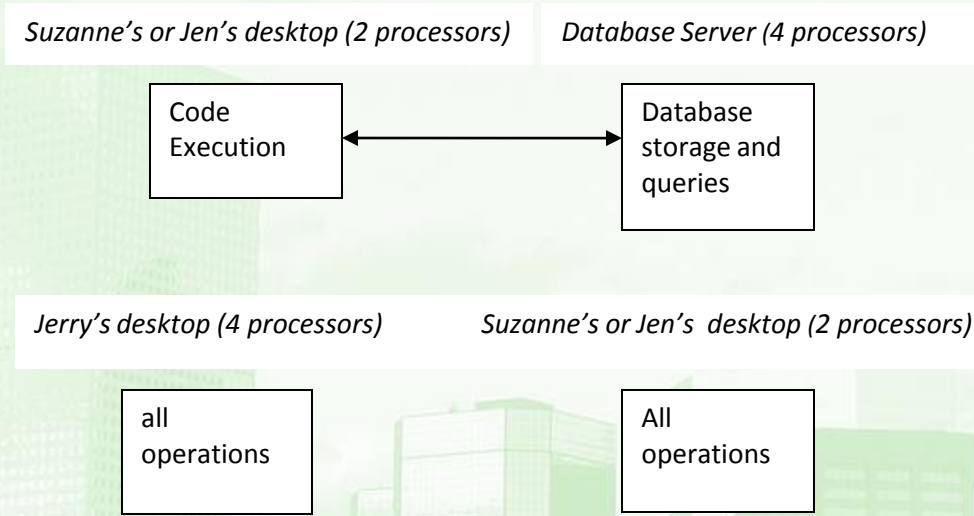 Suzanne’s or Jen’s desktop (2 processors)
Database Server (4 processors)
Code
Execution
Database
storage and
queries
Jerry’s desktop (4 processors)
Suzanne’s or Jen’s  desktop (2 processors)
all
operations
All
operations